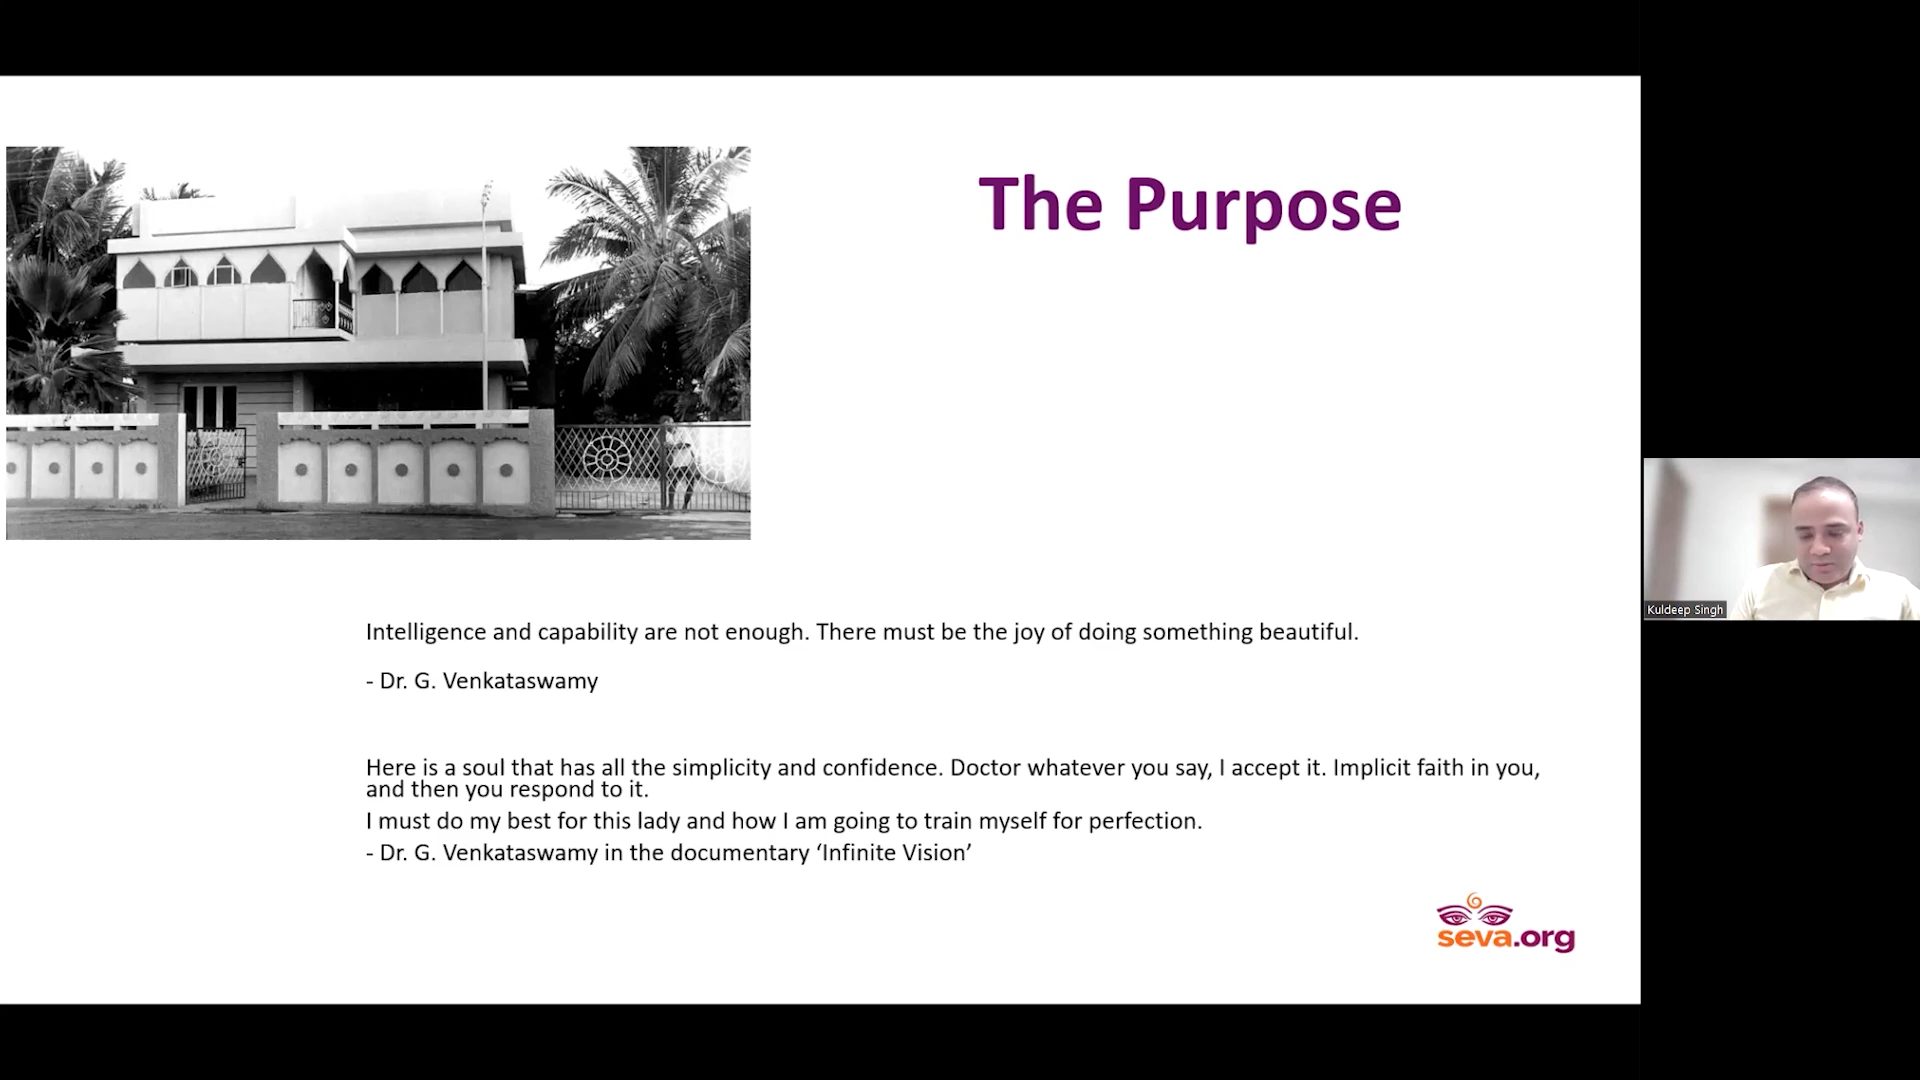 The Purpose
Intelligence and capability are not enough. There must be the joy of doing something beautiful.
- Dr. G. Venkataswamy
Here is a soul that has all the simplicity and confidence. Doctor whatever you say, I accept it. Implicit faith in you,
and then you respond to it.
I must do my best for this lady and how I am going to train myself for perfection.
- Dr. G. Venkataswamy in the documentary ‘Infinite Vision’
seva.org
Kuldeep Singh